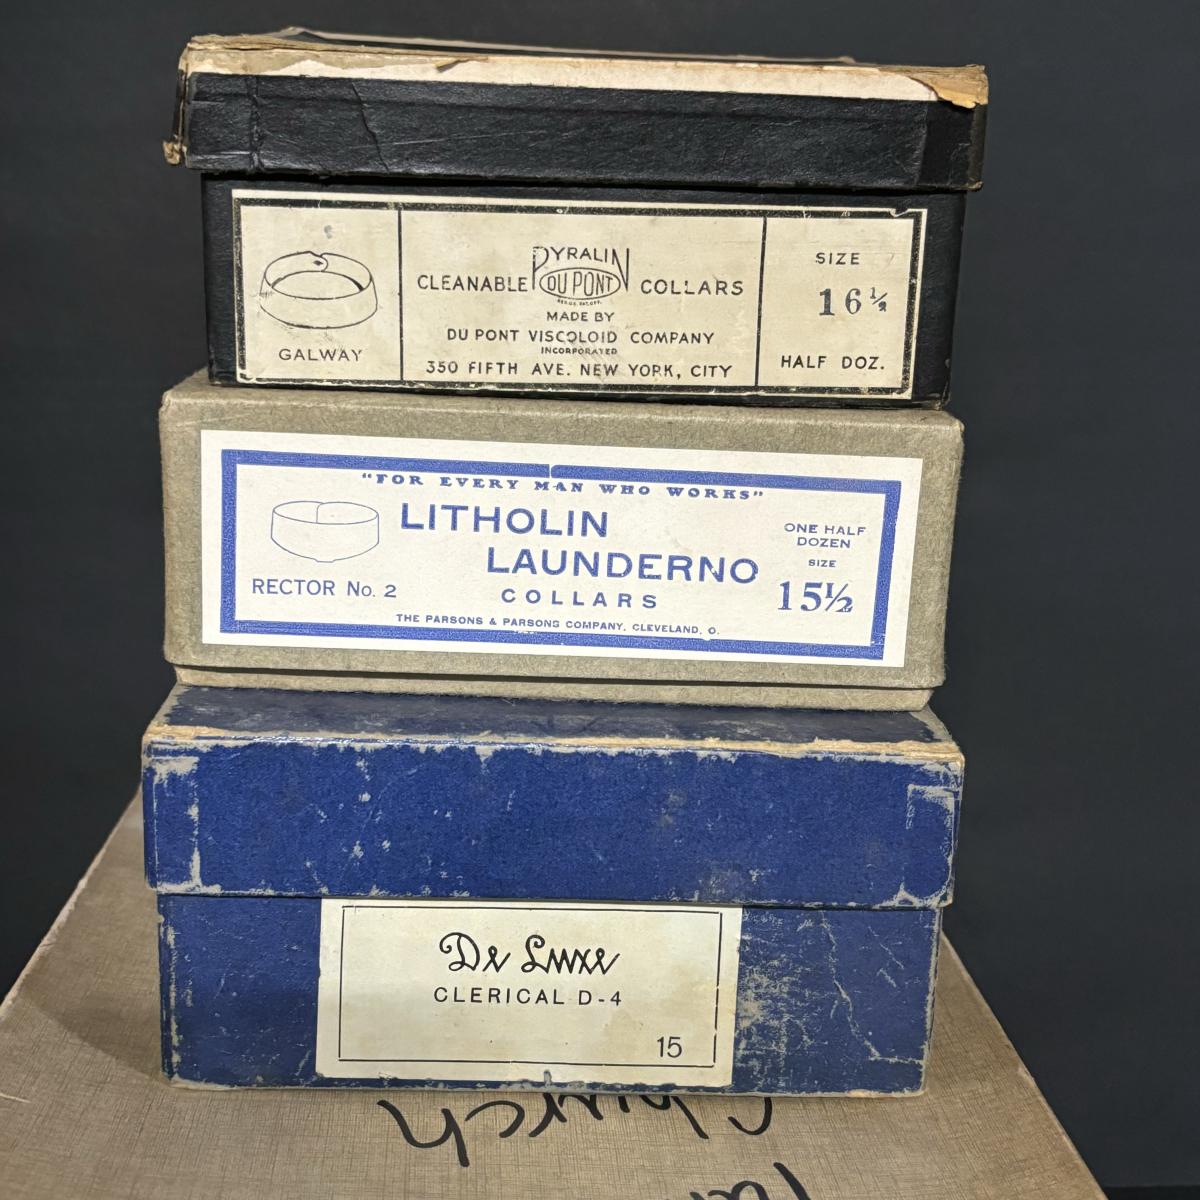 GALWAY
PYRALIN
CLEANABLE DU PONT COLLARS
REG. U.S. PAT. OFF.
MADE BY
DU PONT VISCOLOID COMPANY
INCORPORATED
350 FIFTH AVE. NEW YORK, CITY
SIZE
16½
HALF DOZ.
"FOR EVERY MAN WHO WORKS"
LITHOLIN
LAUNDERNO
COLLARS
RECTOR No. 2
THE PARSONS & PARSONS COMPANY, CLEVELAND, O.
ONE HALF
DOZEN
SIZE
15½
De Luxe
CLERICAL D-4
15
Church